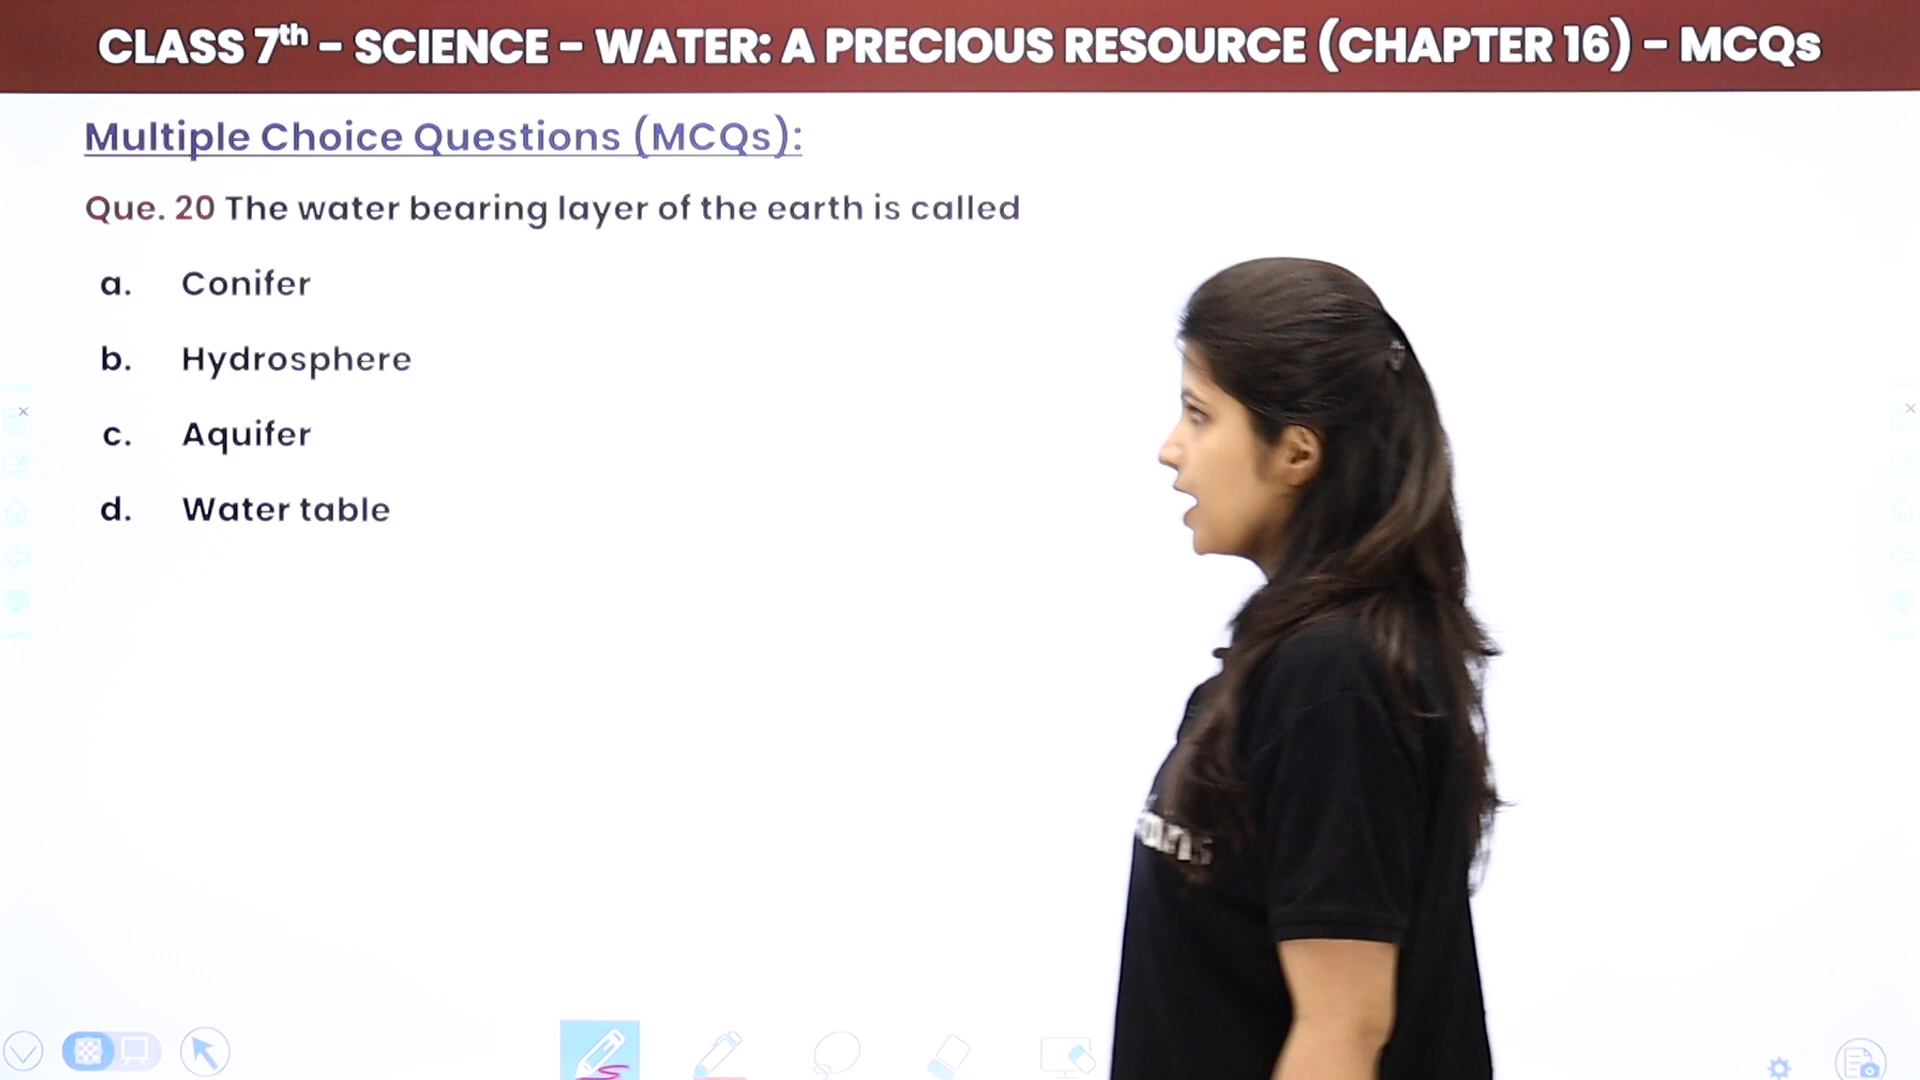 CLASS 7th – SCIENCE – WATER: A PRECIOUS RESOURCE (CHAPTER 16) – MCQs
Multiple Choice Questions (MCQs):
Que. 20 The water bearing layer of the earth is called
a. Conifer
b. Hydrosphere
c. Aquifer
d. Water table